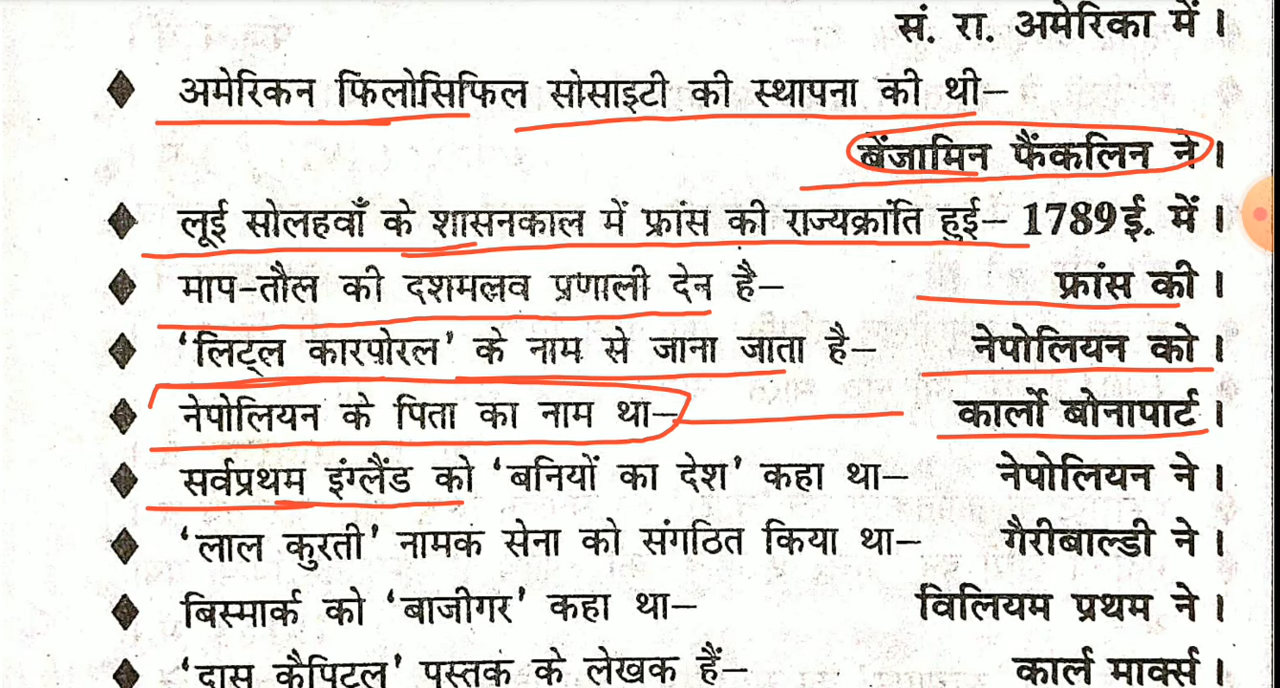 सं. रा. अमेरिका में ।
♦ अमेरिकन फिलोसिफिल सोसाइटी की स्थापना की थी–
बेंजामिन फैंकलिन ने ।
♦ लूई सोलहवाँ के शासनकाल में फ्रांस की राज्यक्रांति हुई– 1789 ई. में ।
♦ माप-तौल की दशमलव प्रणाली देन है– फ्रांस की ।
♦ ‘लिट्ल कारपोरल’ के नाम से जाना जाता है– नेपोलियन को ।
♦ नेपोलियन के पिता का नाम था– कार्लो बोनापार्ट ।
♦ सर्वप्रथम इंग्लैंड को ‘बनियों का देश’ कहा था– नेपोलियन ने ।
♦ ‘लाल कुरती’ नामक सेना को संगठित किया था– गैरीबाल्डी ने ।
♦ बिस्मार्क को ‘बाजीगर’ कहा था– विलियम प्रथम ने ।
♦ ‘दास कैपिटल’ पुस्तक के लेखक हैं– कार्ल मार्क्स ।